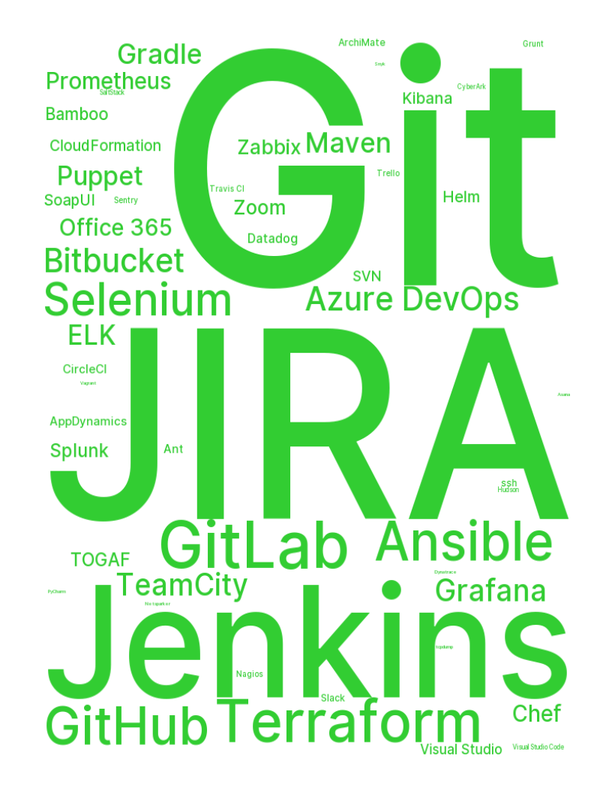 ArchiMate
Grunt
Gradle
Git
Snyk
Prometheus
SaltStack
CyberArk
Kibana
Bamboo
CloudFormation
Zabbix
Maven
Puppet
Trello
Travis CI
SoapUI
Sentry
Helm
Zoom
Office 365
Datadog
Bitbucket
SVN
Selenium
Azure DevOps
ELK
JIRA
CircleCI
Vagrant
AppDynamics
Splunk
Ant
ssh
Hudson
GitLab
Ansible
TOGAF
TeamCity
Grafana
PyCharm
Jenkins
Nagios
Slack
GitHub
Terraform
Chef
Visual Studio
Visual Studio Code